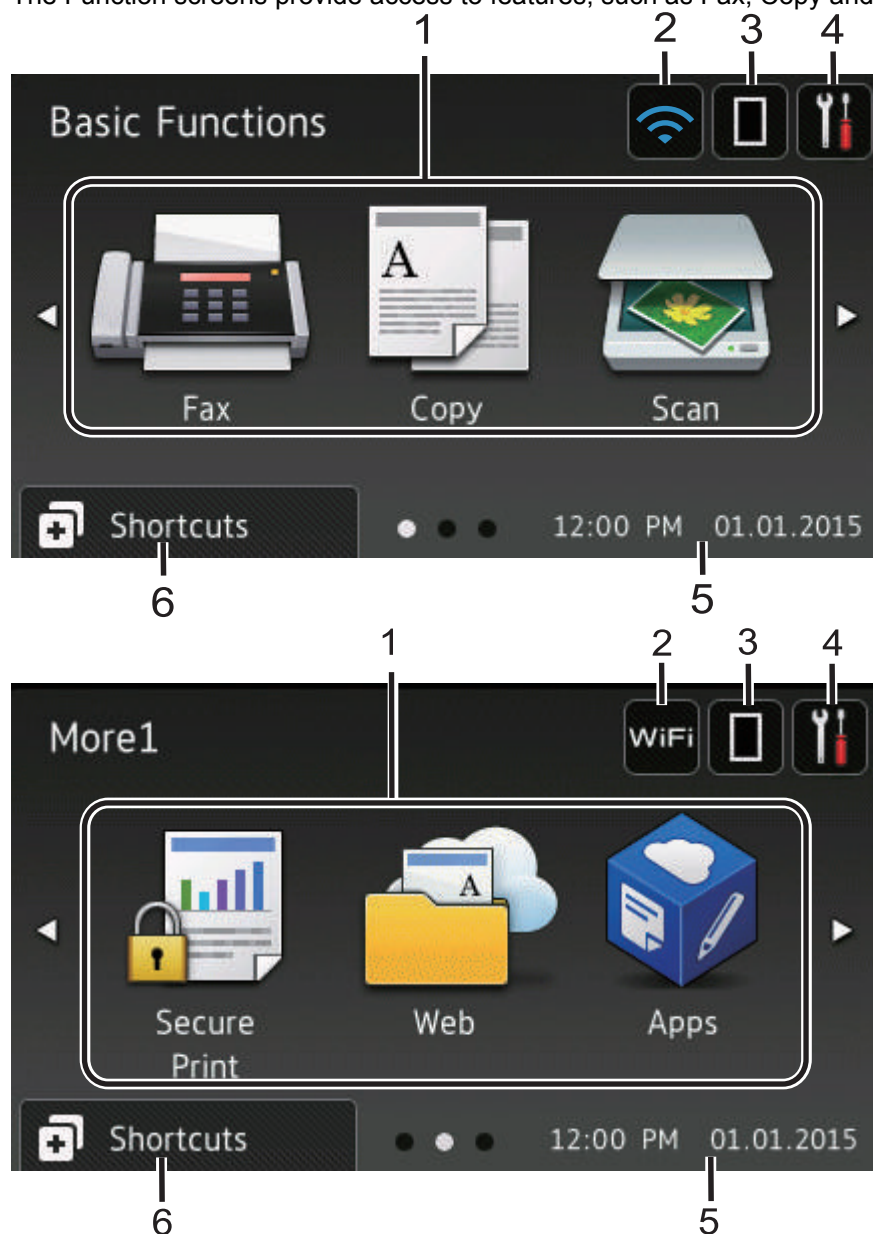 The Function screens provide access to features, such as Fax, Copy and
1 2 3 4
Basic Functions
A
Fax Copy Scan
Shortcuts 12:00 PM 01.01.2015
6 5
1 2 3 4
More1 WiFi
A
Secure Web Apps
Print
Shortcuts 12:00 PM 01.01.2015
6 5